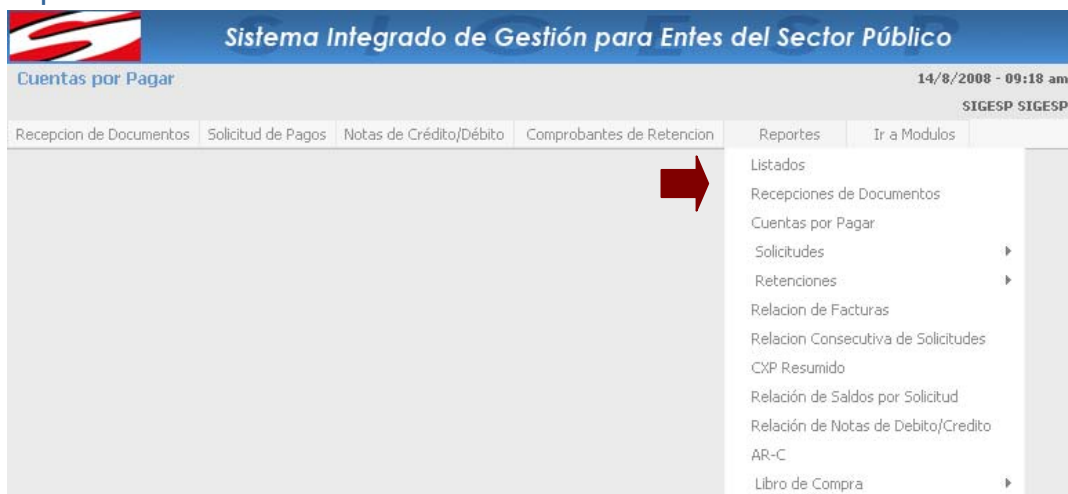 Sistema Integrado de Gestión para Entes del Sector Público
Cuentas por Pagar
14/8/2008 - 09:18 am
SIGESP SIGESP
Recepcion de Documentos Solicitud de Pagos Notas de Crédito/Débito Comprobantes de Retencion Reportes Ir a Modulos
Listados
Recepciones de Documentos
Cuentas por Pagar
Solicitudes
Retenciones
Relacion de Facturas
Relacion Consecutiva de Solicitudes
CXP Resumido
Relación de Saldos por Solicitud
Relación de Notas de Debito/Credito
AR-C
Libro de Compra